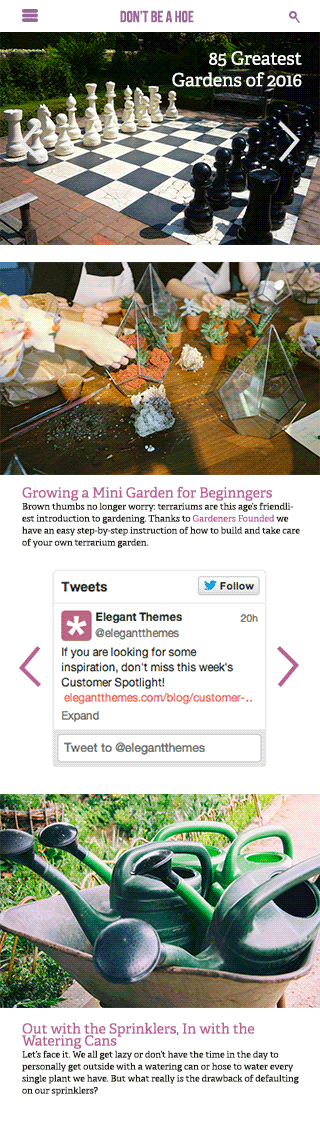 DON'T BE A HOE
85 Greatest
Gardens of 2016
Growing a Mini Garden for Beginngers
Brown thumbs no longer worry: terrariums are this age's friendli-
est introduction to gardening. Thanks to Gardeners Founded we
have an easy step-by-step instruction of how to build and take care
of your own terrarium garden.
Tweets
Follow
Elegant Themes 20h
@elegantthemes
If you are looking for some
inspiration, don't miss this week's
Customer Spotlight!
elegantthemes.com/blog/customer-..
Expand
Tweet to @elegantthemes
Out with the Sprinklers, In with the
Watering Cans
Let's face it. We all get lazy or don't have the time in the day to
personally get outside with a watering can or hose to water every
single plant we have. But what really is the drawback of defaulting
on our sprinklers?